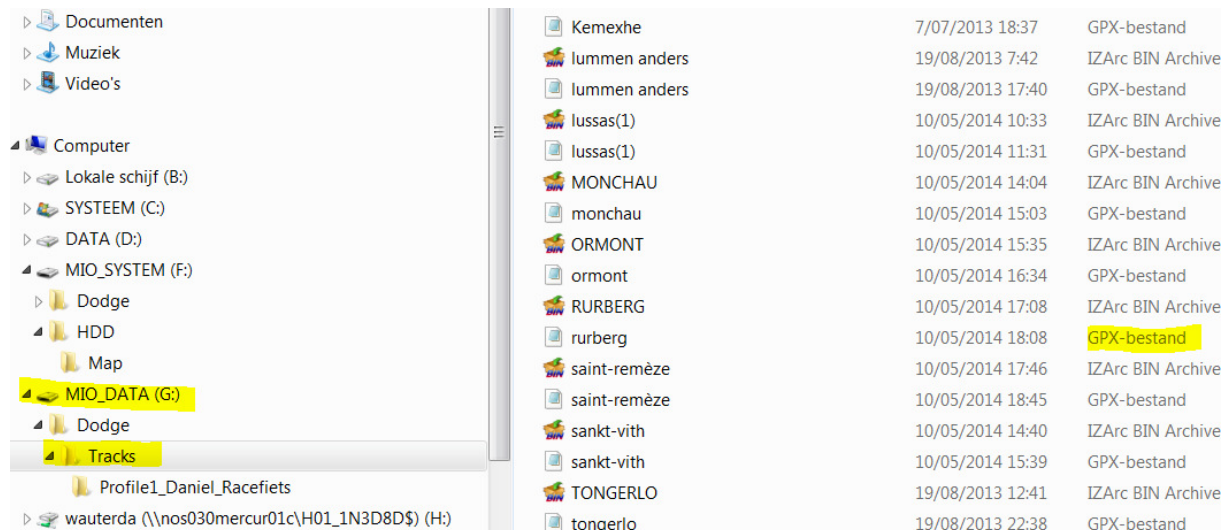 Documenten
Muziek
Video's
Computer
Lokale schijf (B:)
SYSTEEM (C:)
DATA (D:)
MIO_SYSTEM (F:)
Dodge
HDD
Map
MIO_DATA (G:)
Dodge
Tracks
Profile1_Daniel_Racefiets
wauterda (\\nos030mercur01c\H01_1N3D8D$) (H:)
Kemexhe 7/07/2013 18:37 GPX-bestand
BIN lummen anders 19/08/2013 7:42 IZArc BIN Archive
lummen anders 19/08/2013 17:40 GPX-bestand
BIN lussas(1) 10/05/2014 10:33 IZArc BIN Archive
lussas(1) 10/05/2014 11:31 GPX-bestand
BIN MONCHAU 10/05/2014 14:04 IZArc BIN Archive
monchau 10/05/2014 15:03 GPX-bestand
BIN ORMONT 10/05/2014 15:35 IZArc BIN Archive
ormont 10/05/2014 16:34 GPX-bestand
BIN RURBERG 10/05/2014 17:08 IZArc BIN Archive
rurberg 10/05/2014 18:08 GPX-bestand
BIN saint-remèze 10/05/2014 17:46 IZArc BIN Archive
saint-remèze 10/05/2014 18:45 GPX-bestand
BIN sankt-vith 10/05/2014 14:40 IZArc BIN Archive
sankt-vith 10/05/2014 15:39 GPX-bestand
BIN TONGERLO 19/08/2013 12:41 IZArc BIN Archive
tongerlo 19/08/2013 22:38 GPX-bestand